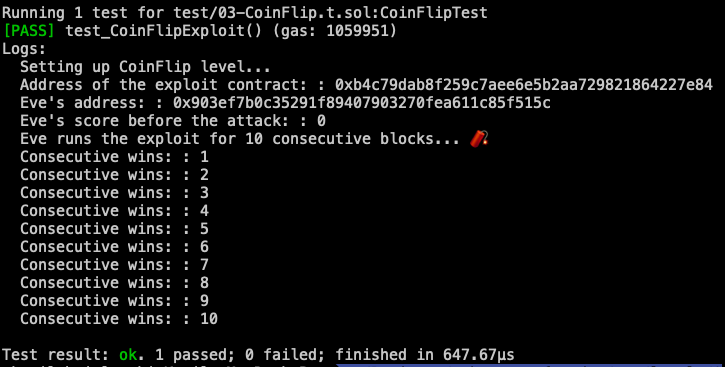 Running 1 test for test/03-CoinFlip.t.sol:CoinFlipTest
[PASS] test_CoinFlipExploit() (gas: 1059951)
Logs:
Setting up CoinFlip level...
Address of the exploit contract: : 0xb4c79dab8f259c7aee6e5b2aa729821864227e84
Eve's address: : 0x903ef7b0c35291f89407903270fea611c85f515c
Eve's score before the attack: : 0
Eve runs the exploit for 10 consecutive blocks... 🧨
Consecutive wins: : 1
Consecutive wins: : 2
Consecutive wins: : 3
Consecutive wins: : 4
Consecutive wins: : 5
Consecutive wins: : 6
Consecutive wins: : 7
Consecutive wins: : 8
Consecutive wins: : 9
Consecutive wins: : 10
Test result: ok. 1 passed; 0 failed; finished in 647.67µs